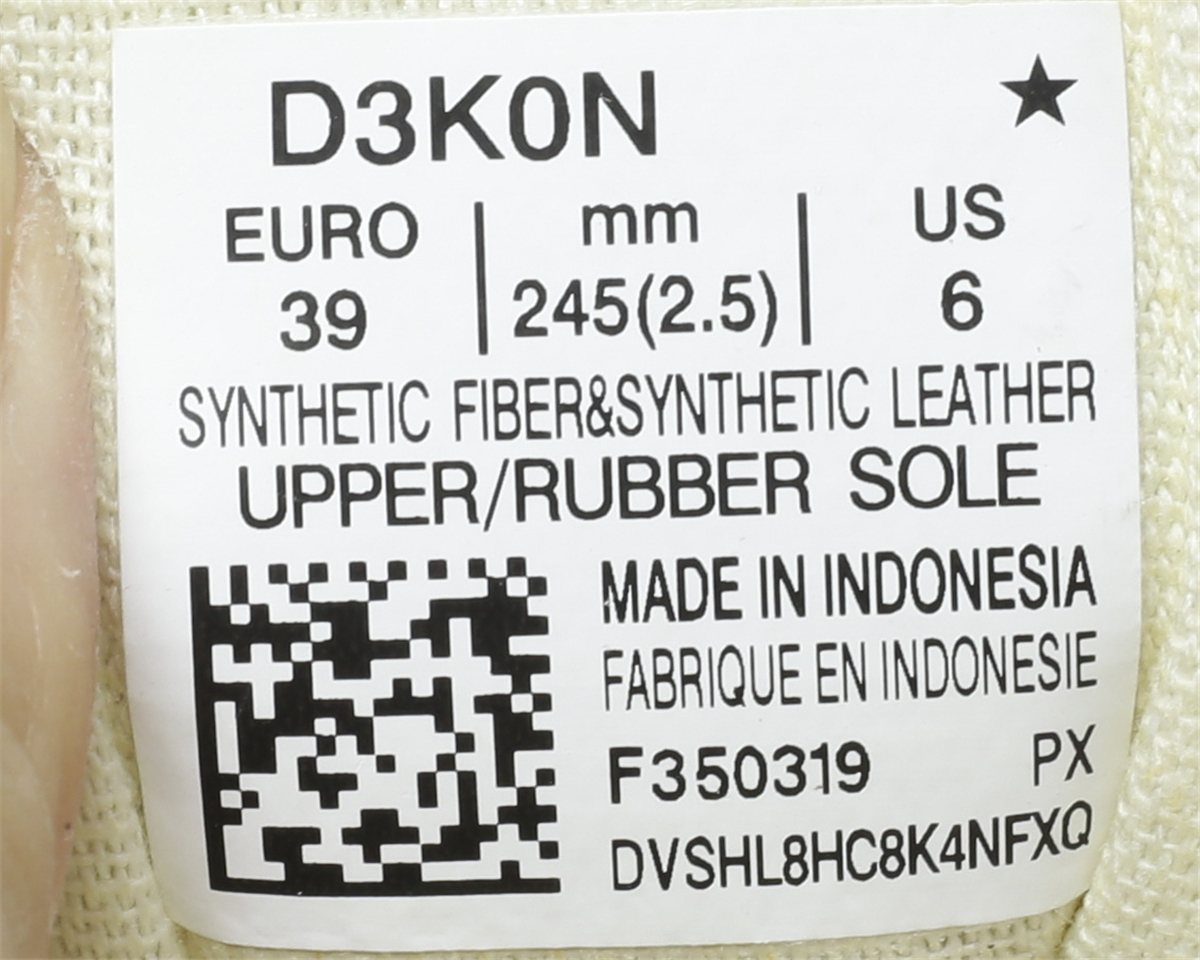 D3K0N ★
EURO | mm | US
39 | 245(2.5) | 6
SYNTHETIC FIBER&SYNTHETIC LEATHER
UPPER/RUBBER SOLE
MADE IN INDONESIA
FABRIQUE EN INDONESIE
F350319 PX
DVSHL8HC8K4NFXQ